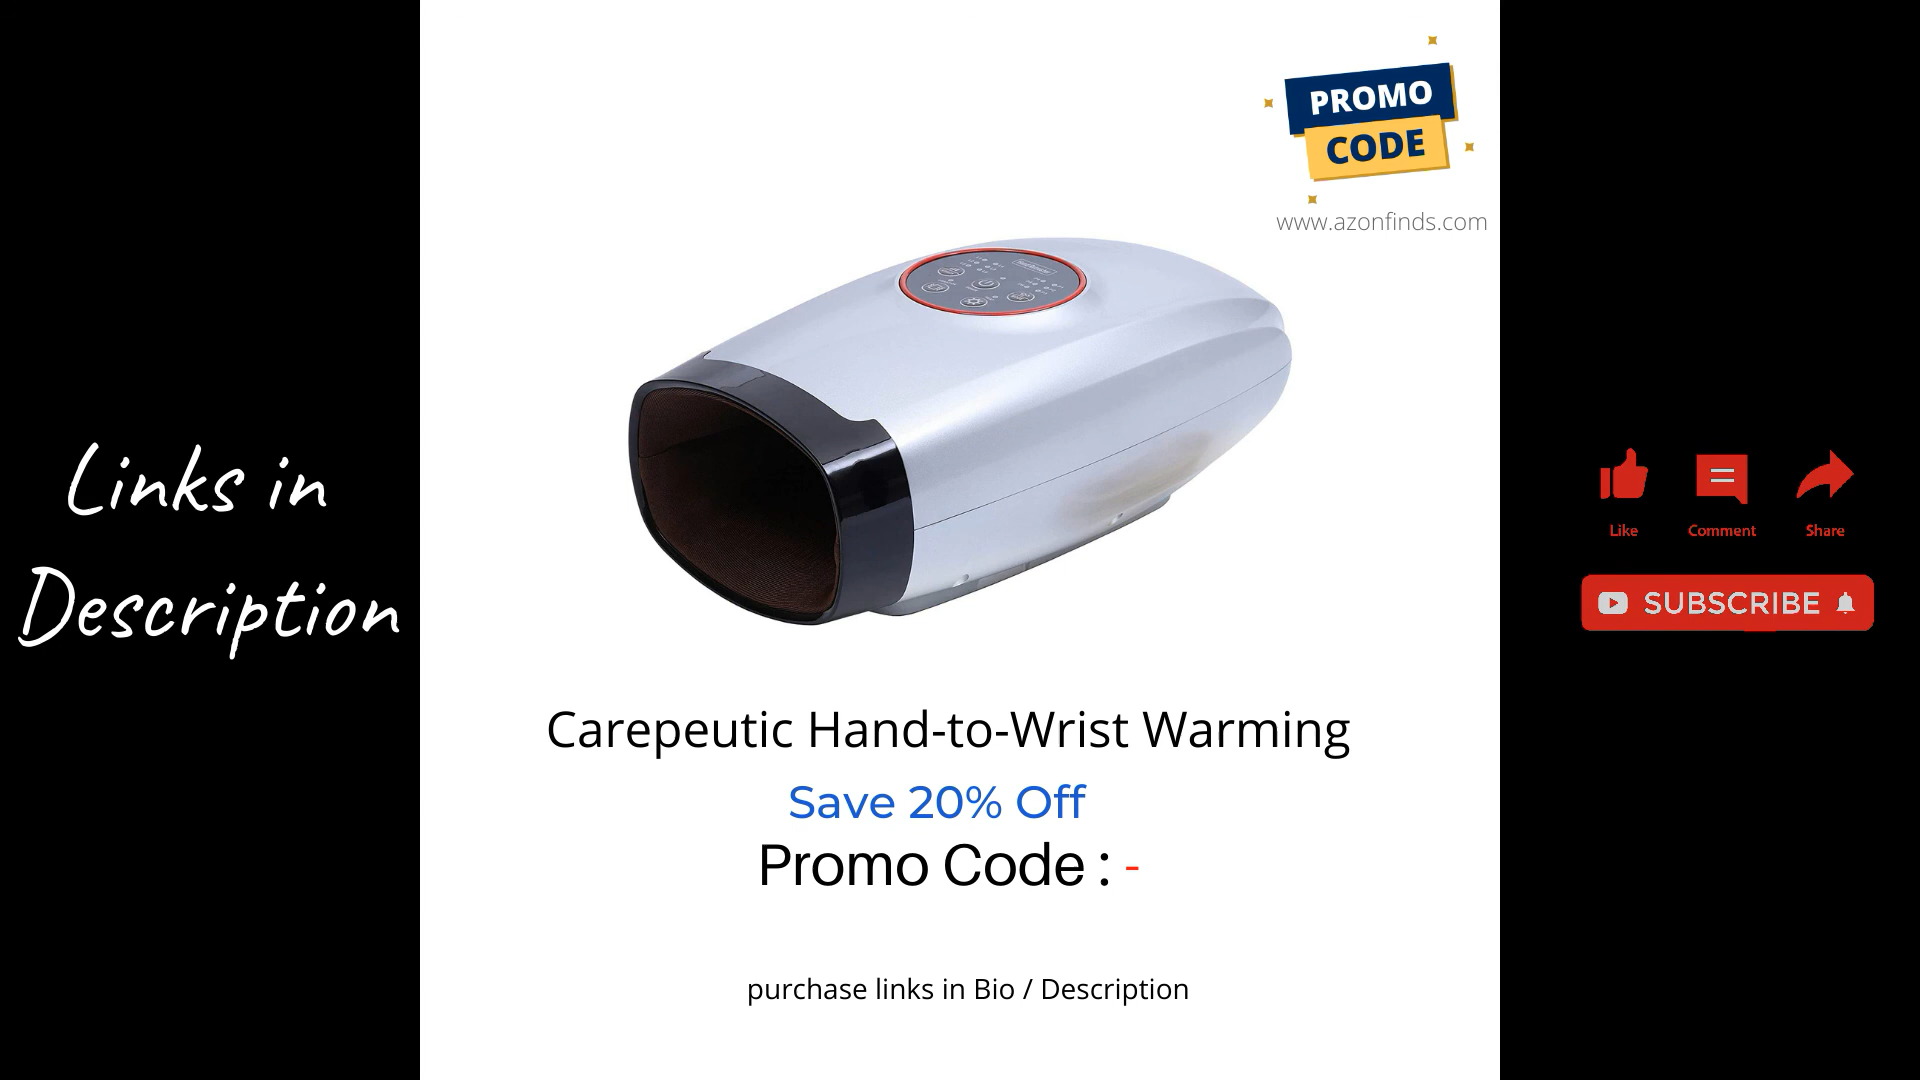 PROMO
CODE
www.azonfinds.com
Links in
Description
Like
Comment
Share
SUBSCRIBE
Carepeutic Hand-to-Wrist Warming
Save 20% Off
Promo Code : -
purchase links in Bio / Description